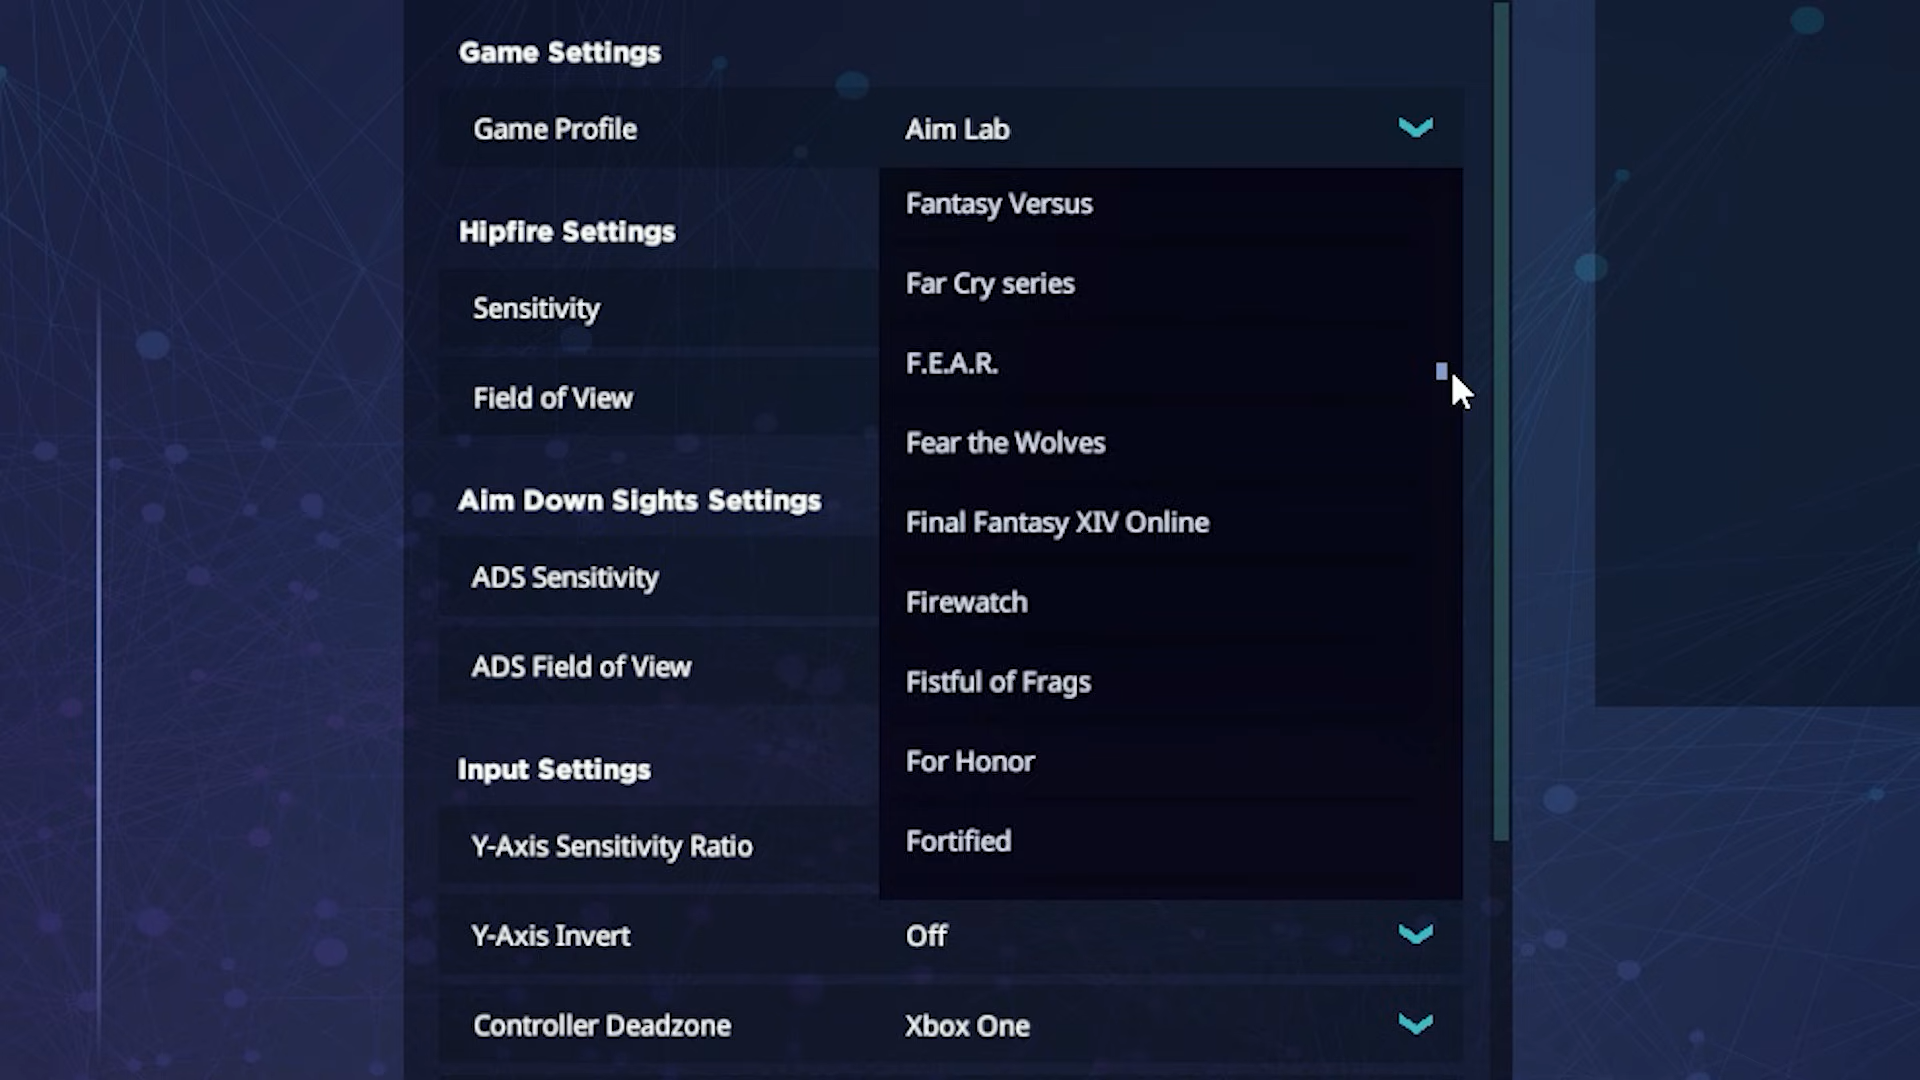 Game Settings
Game Profile Aim Lab
Fantasy Versus
Hipfire Settings
Far Cry series
Sensitivity
F.E.A.R.
Field of View
Fear the Wolves
Aim Down Sights Settings
Final Fantasy XIV Online
ADS Sensitivity
Firewatch
ADS Field of View
Fistful of Frags
Input Settings
For Honor
Y-Axis Sensitivity Ratio
Fortified
Y-Axis Invert Off
Controller Deadzone Xbox One